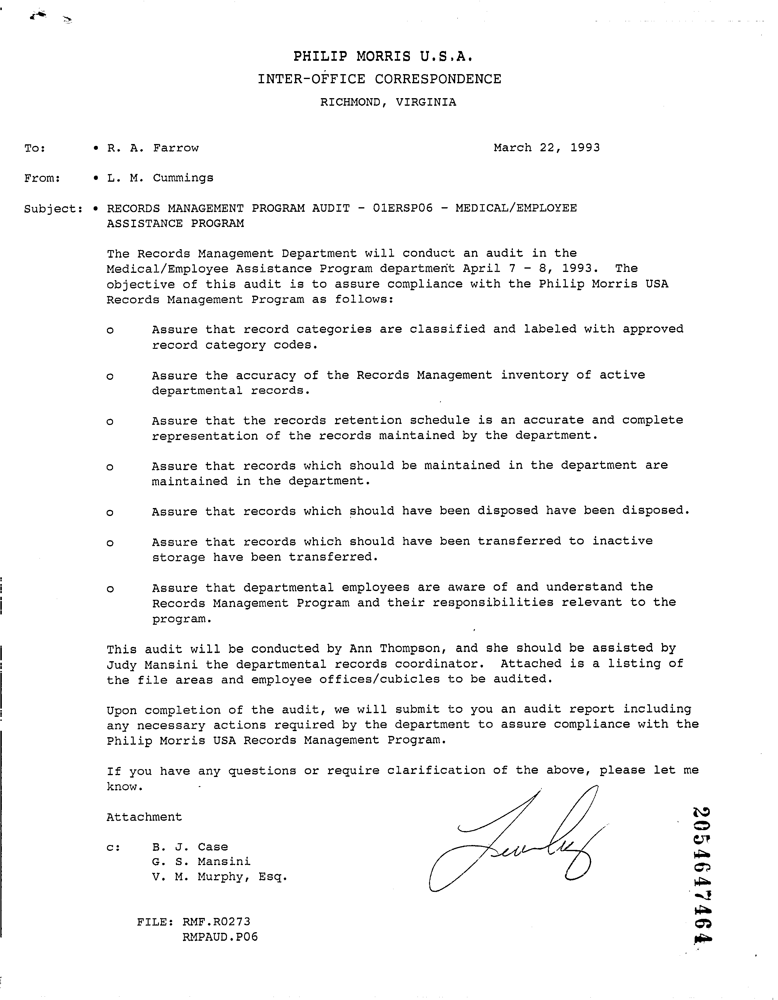 PHILIP MORRIS U.S.A.
INTER-OFFICE CORRESPONDENCE
RICHMOND, VIRGINIA
To: • R. A. Farrow March 22, 1993
From: • L. M. Cummings
Subject: • RECORDS MANAGEMENT PROGRAM AUDIT - 01ERSP06 - MEDICAL/EMPLOYEE
ASSISTANCE PROGRAM
The Records Management Department will conduct an audit in the
Medical/Employee Assistance Program department April 7 - 8, 1993. The
objective of this audit is to assure compliance with the Philip Morris USA
Records Management Program as follows:
o Assure that record categories are classified and labeled with approved
record category codes.
o Assure the accuracy of the Records Management inventory of active
departmental records.
o Assure that the records retention schedule is an accurate and complete
representation of the records maintained by the department.
o Assure that records which should be maintained in the department are
maintained in the department.
o Assure that records which should have been disposed have been disposed.
o Assure that records which should have been transferred to inactive
storage have been transferred.
o Assure that departmental employees are aware of and understand the
Records Management Program and their responsibilities relevant to the
program.
This audit will be conducted by Ann Thompson, and she should be assisted by
Judy Mansini the departmental records coordinator. Attached is a listing of
the file areas and employee offices/cubicles to be audited.
Upon completion of the audit, we will submit to you an audit report including
any necessary actions required by the department to assure compliance with the
Philip Morris USA Records Management Program.
If you have any questions or require clarification of the above, please let me
know.
Attachment
c: B. J. Case
G. S. Mansini
V. M. Murphy, Esq.
FILE: RMF.R0273
RMPAUD.P06
2054647464